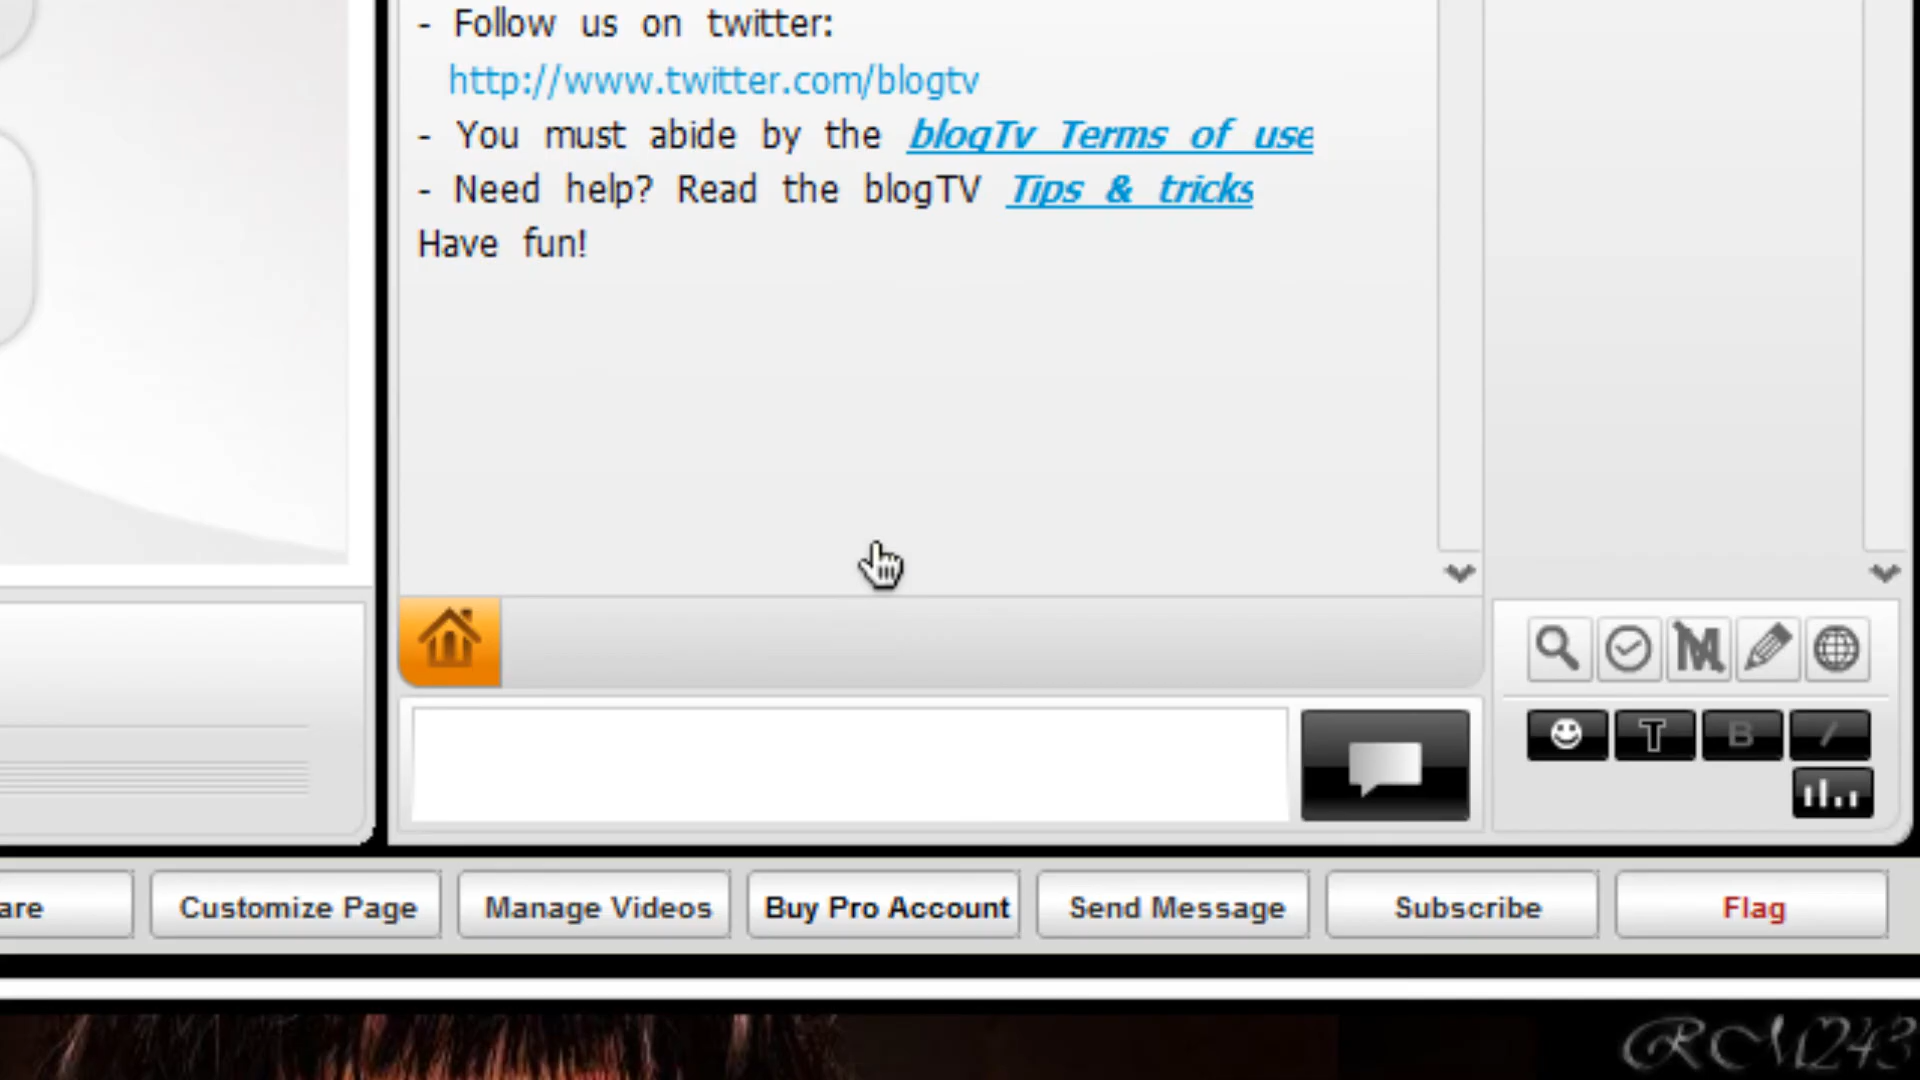 - Follow us on twitter:
http://www.twitter.com/blogtv
- You must abide by the blogTv Terms of use
- Need help? Read the blogTV Tips & tricks
Have fun!
T
B
I
are
Customize Page
Manage Videos
Buy Pro Account
Send Message
Subscribe
Flag
RCM243